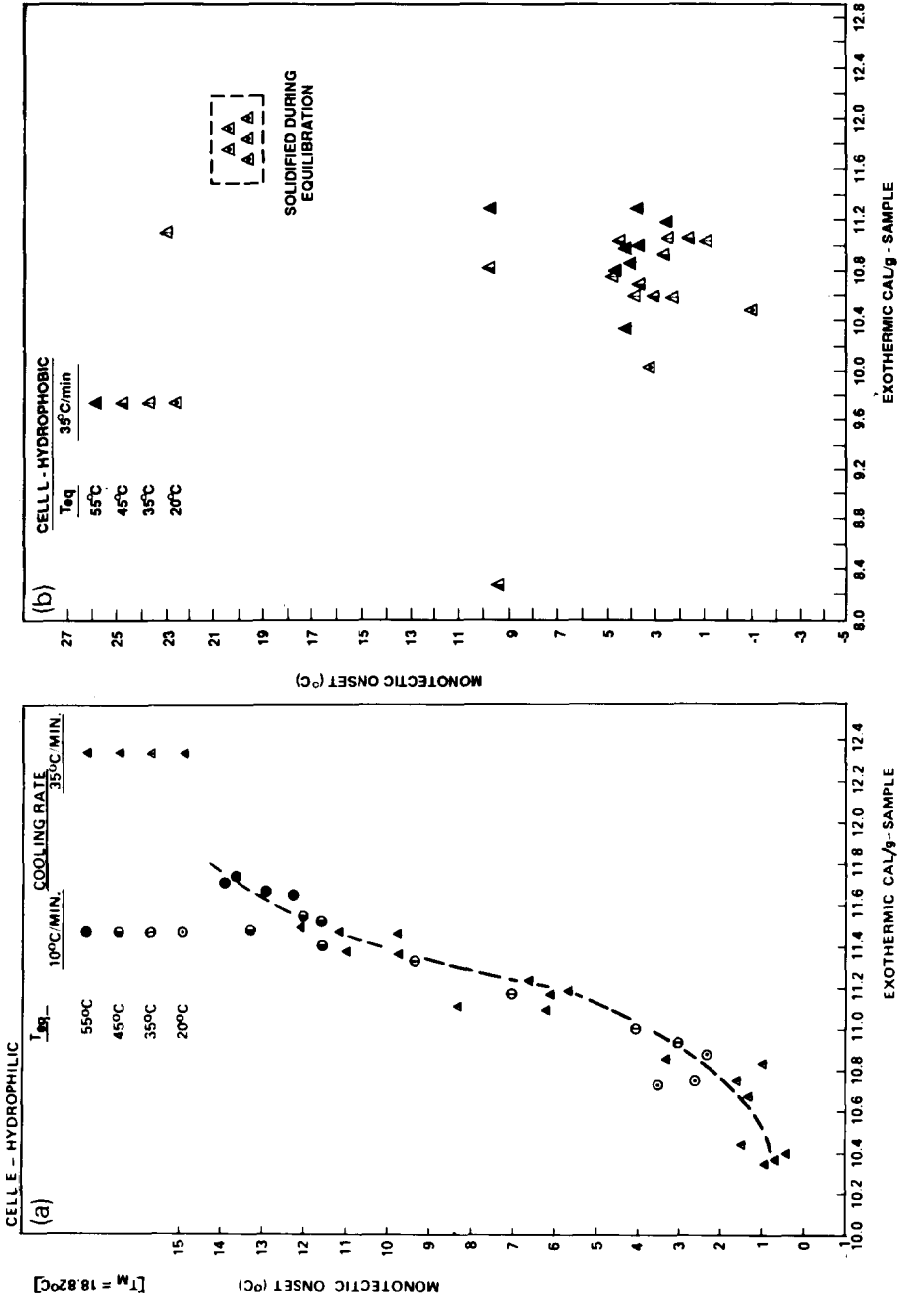 CELL E – HYDROPHILIC
(a)
[TM = 18.82°C]
Teq
COOLING RATE
10°C/MIN.
35°C/MIN.
55°C
45°C
35°C
20°C
MONOTECTIC ONSET (°C)
15
14
13
12
11
10
9
8
7
6
5
4
3
2
1
0
1
10.0
10.2
10.4
10.6
10.8
11.0
11.2
11.4
11.6
11.8
12.0
12.2
12.4
EXOTHERMIC CAL/g-SAMPLE
(b)
CELL L - HYDROPHOBIC
Teq
35°C/min
55°C
45°C
35°C
20°C
SOLIDIFIED DURING
EQUILIBRATION
MONOTECTIC ONSET (°C)
27
25
23
21
19
17
15
13
11
9
7
5
3
1
-1
-3
-5
8.0
8.4
8.8
9.2
9.6
10.0
10.4
10.8
11.2
11.6
12.0
12.4
12.8
EXOTHERMIC CAL/g - SAMPLE